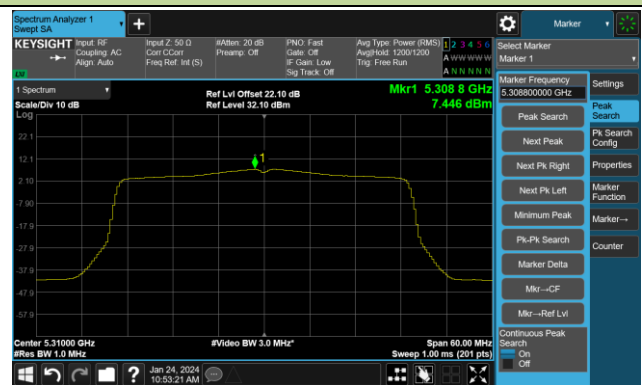 Spectrum Analyzer 1
Swept SA
+
Marker
KEYSIGHT
Input: RF
Coupling: AC
Align: Auto
Input Z: 50 Ω
Corr CCorr
Freq Ref: Int (S)
#Atten: 20 dB
Preamp: Off
PNO: Fast
Gate: Off
IF Gain: Low
Sig Track: Off
Avg Type: Power (RMS)
Avg|Hold: 1200/1200
Trig: Free Run
1 2 3 4 5 6
A W W W W W
A N N N N N
Select Marker
Marker 1
1 Spectrum
Scale/Div 10 dB
Log
Ref Lvl Offset 22.10 dB
Ref Level 32.10 dBm
Mkr1 5.308 8 GHz
7.446 dBm
22.1
12.1
2.10
-7.90
-17.9
-27.9
-37.9
-47.9
-57.9
1
Center 5.31000 GHz
#Res BW 1.0 MHz
#Video BW 3.0 MHz*
Span 60.00 MHz
Sweep 1.00 ms (201 pts)
Marker Frequency
5.308800000 GHz
Peak Search
Next Peak
Next Pk Right
Next Pk Left
Minimum Peak
Pk-Pk Search
Marker Delta
Mkr→CF
Mkr→Ref Lvl
Continuous Peak
Search
On
Off
Settings
Peak
Search
Pk Search
Config
Properties
Marker
Function
Marker→
Counter
?
Jan 24, 2024
10:53:21 AM